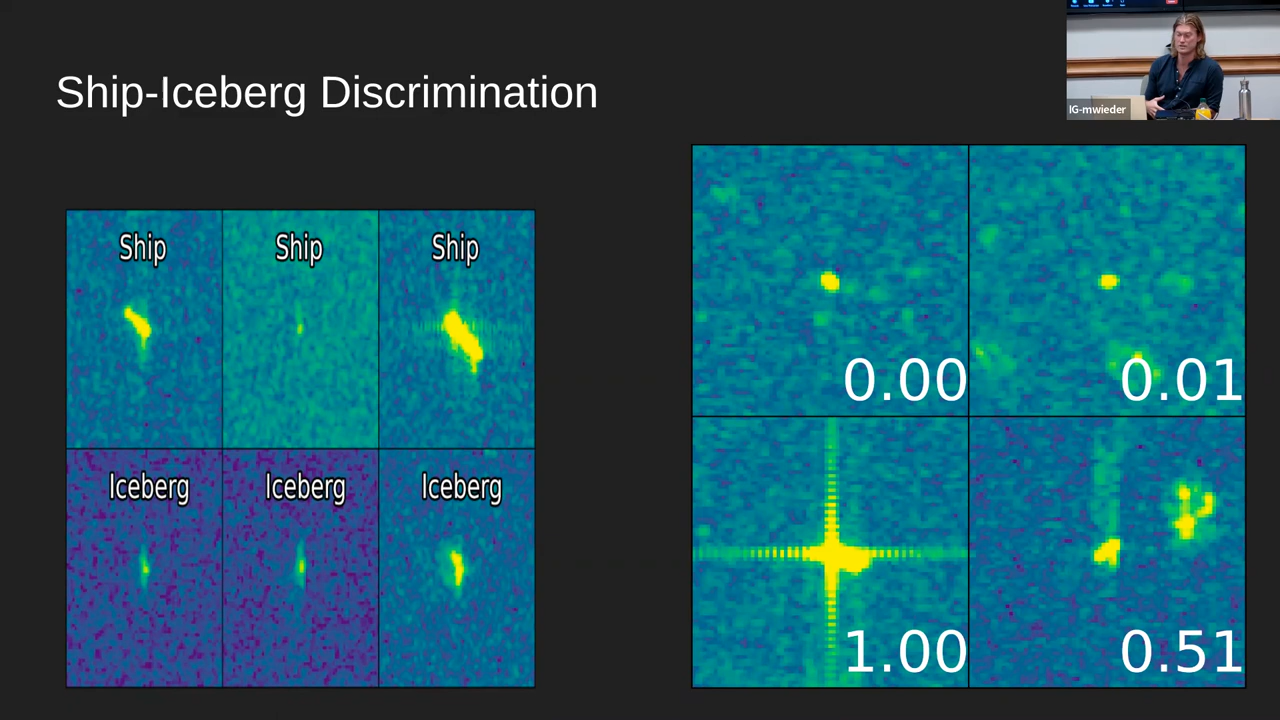 IG-mwieder
Ship-Iceberg Discrimination
Ship Ship Ship
Iceberg Iceberg Iceberg
0.00 0.01
1.00 0.51